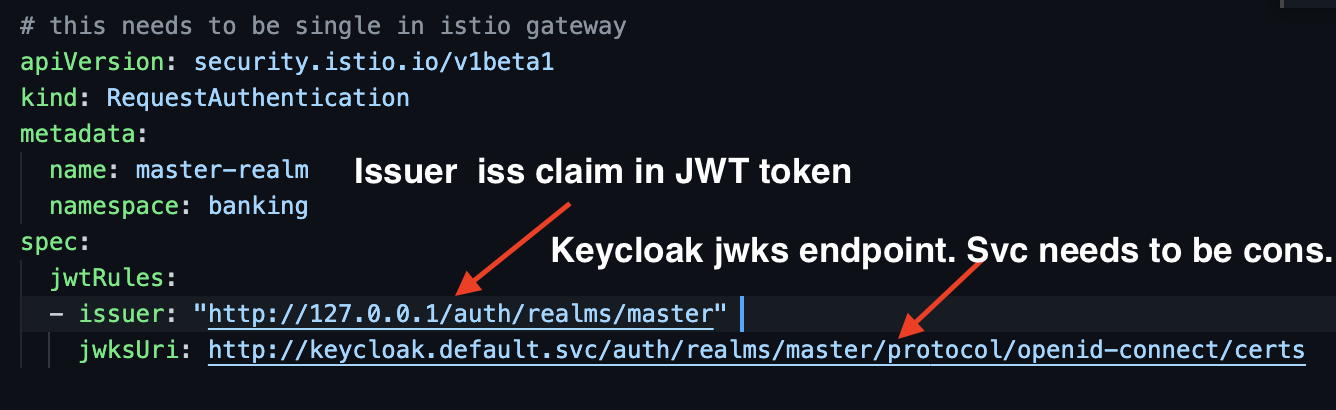 # this needs to be single in istio gateway
apiVersion: security.istio.io/v1beta1
kind: RequestAuthentication
metadata:
name: master-realm
Issuer iss claim in JWT token
namespace: banking
spec:
Keycloak jwks endpoint. Svc needs to be cons.
jwtRules:
- issuer: "http://127.0.0.1/auth/realms/master"
jwksUri: http://keycloak.default.svc/auth/realms/master/protocol/openid-connect/certs